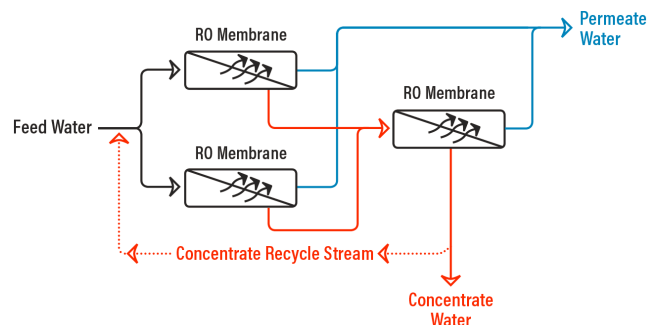 Permeate
Water
RO Membrane
RO Membrane
Feed Water
RO Membrane
Concentrate Recycle Stream
Concentrate
Water